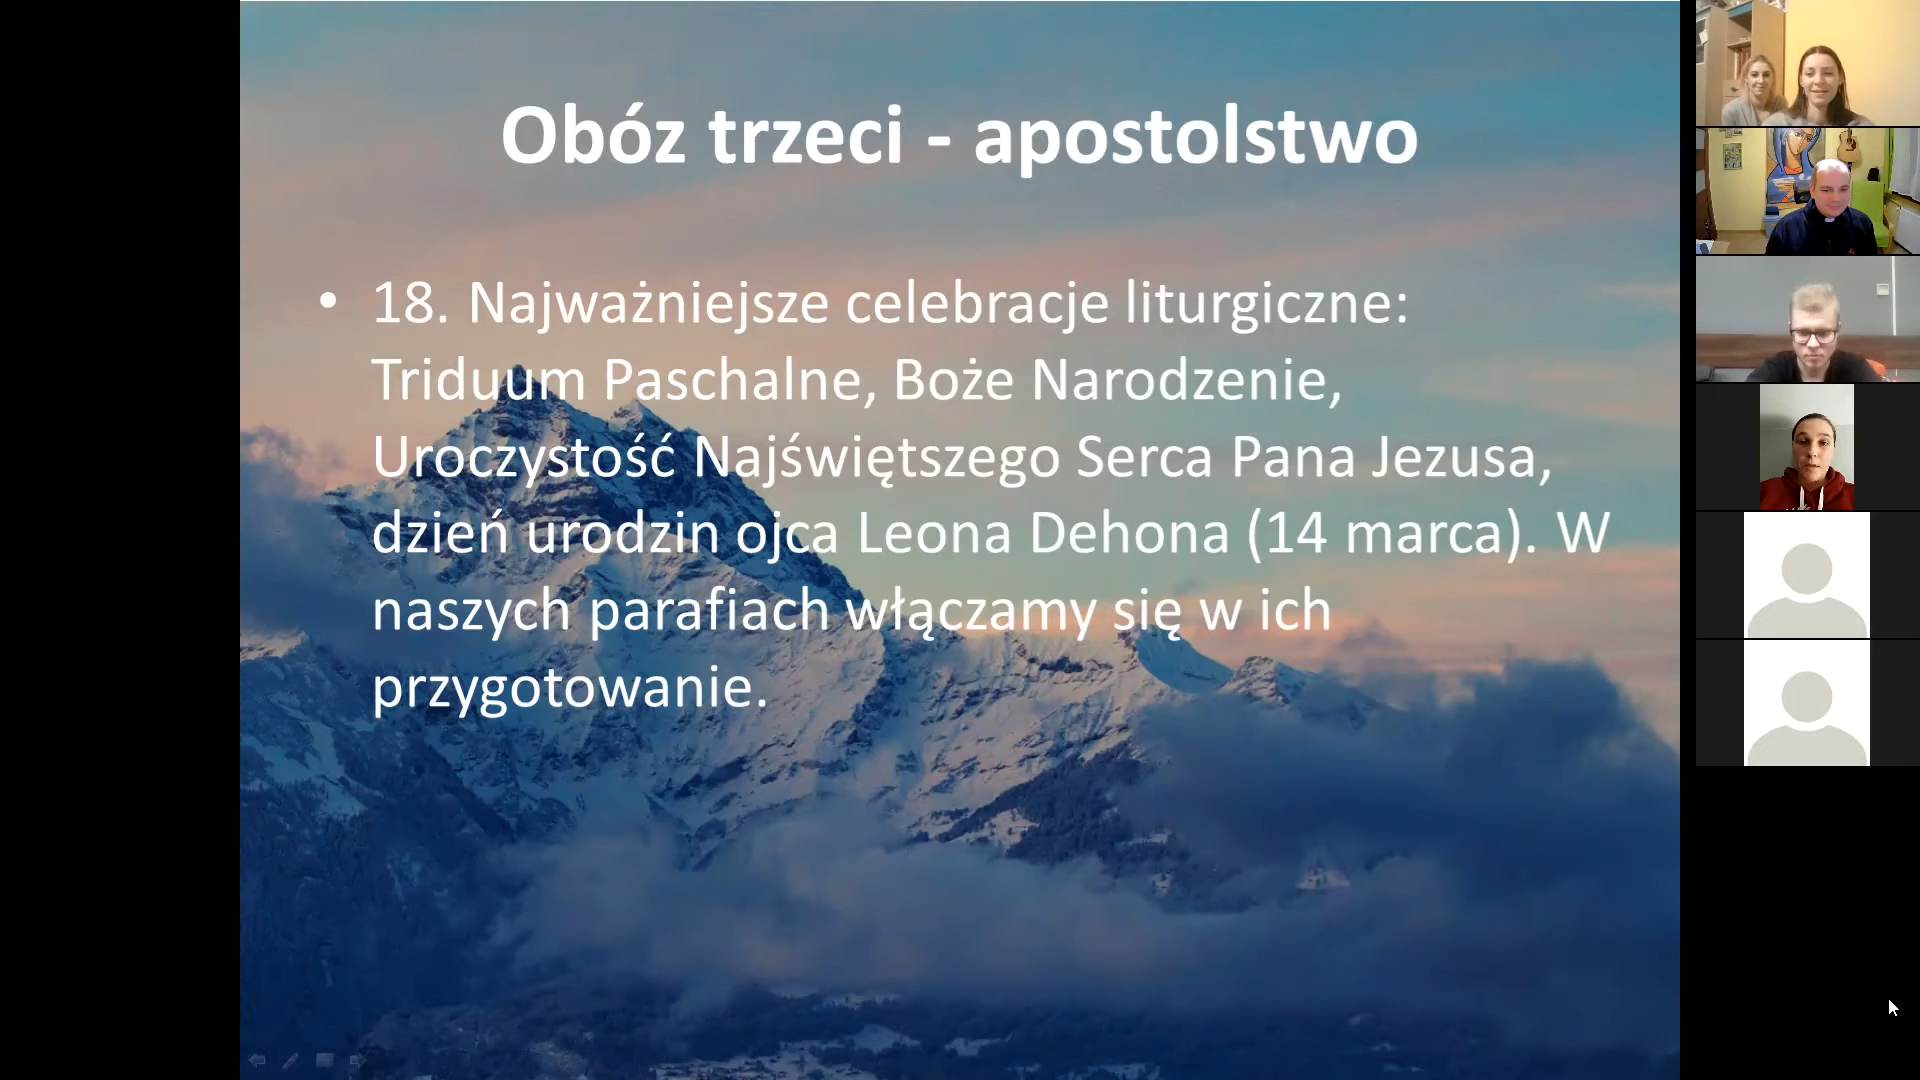 Obóz trzeci - apostolstwo
• 18. Najważniejsze celebracje liturgiczne:
Triduum Paschalne, Boże Narodzenie,
Uroczystość Najświętszego Serca Pana Jezusa,
dzień urodzin ojca Leona Dehona (14 marca). W
naszych parafiach włączamy się w ich
przygotowanie.